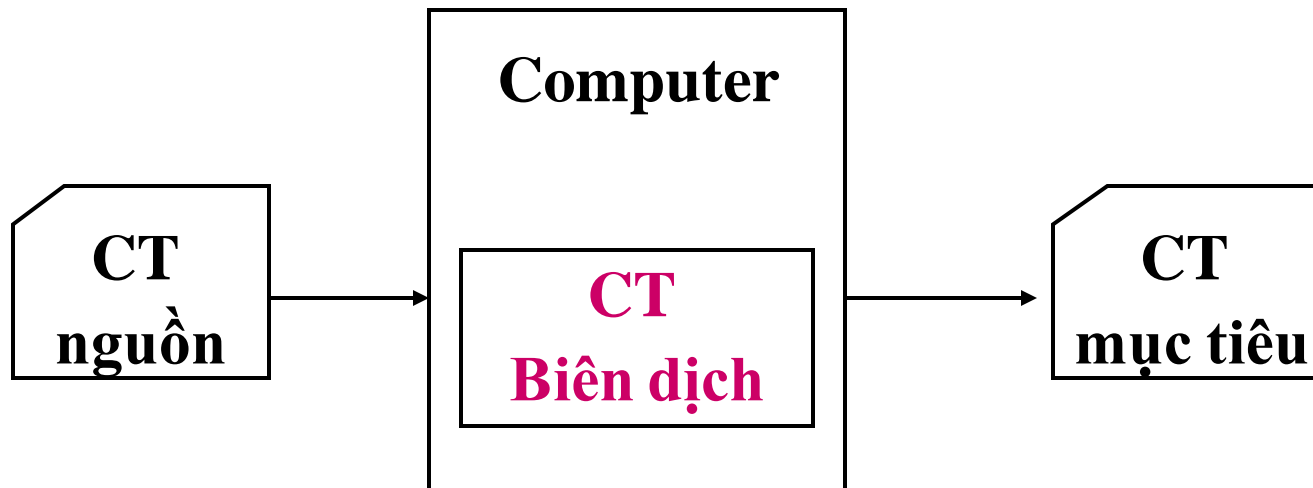 Computer
CT
nguồn
CT
Biên dịch
CT
mục tiêu